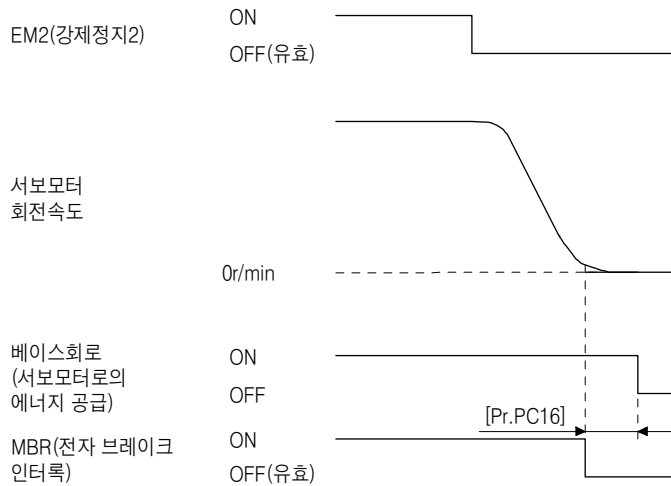 EM2(강제정지2)
ON
OFF(유효)
서보모터
회전속도
0r/min
베이스회로
(서보모터로의
에너지 공급)
ON
OFF
[Pr.PC16]
MBR(전자 브레이크
인터록)
ON
OFF(유효)